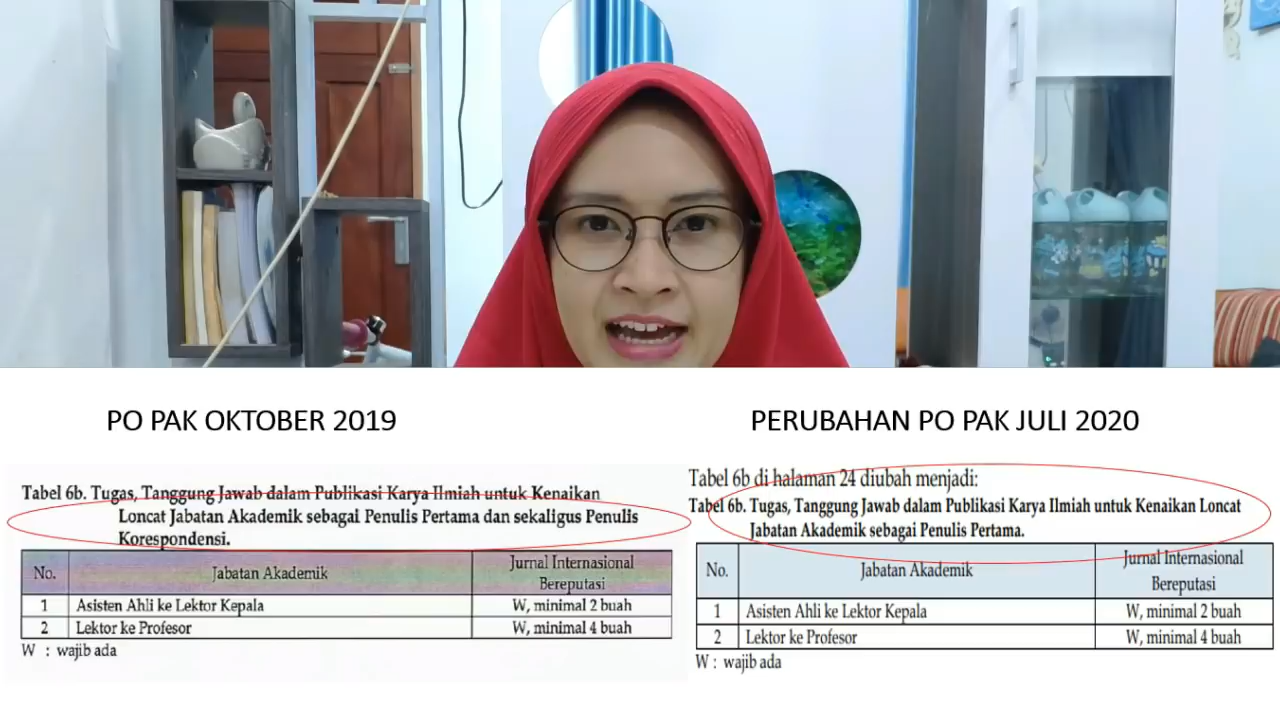 PO PAK OKTOBER 2019
Tabel 6b. Tugas, Tanggung Jawab dalam Publikasi Karya Ilmiah untuk Kenaikan
Loncat Jabatan Akademik sebagai Penulis Pertama dan sekaligus Penulis
Korespondensi.
No. Jabatan Akademik Jurnal Internasional
Bereputasi
1 Asisten Ahli ke Lektor Kepala W, minimal 2 buah
2 Lektor ke Profesor W, minimal 4 buah
W : wajib ada
PERUBAHAN PO PAK JULI 2020
Tabel 6b di halaman 24 diubah menjadi:
Tabel 6b. Tugas, Tanggung Jawab dalam Publikasi Karya Ilmiah untuk Kenaikan Loncat
Jabatan Akademik sebagai Penulis Pertama.
No. Jabatan Akademik Jurnal Internasional
Bereputasi
1 Asisten Ahli ke Lektor Kepala W, minimal 2 buah
2 Lektor ke Profesor W, minimal 4 buah
W : wajib ada